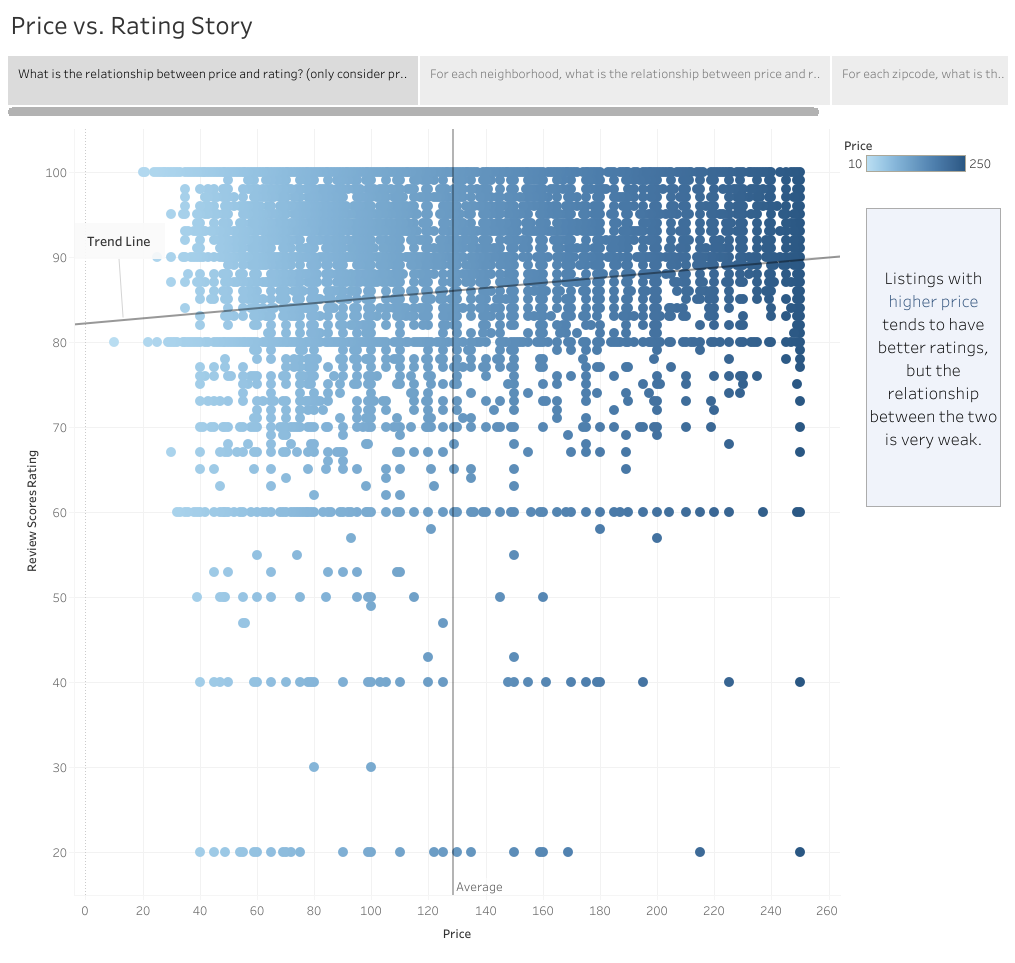 Price vs. Rating Story
What is the relationship between price and rating? (only consider pr..
For each neighborhood, what is the relationship between price and r..
For each zipcode, what is th..
Price
10
250
Listings with
higher price
tends to have
better ratings,
but the
relationship
between the two
is very weak.
Trend Line
Review Scores Rating
100
90
80
70
60
50
40
30
20
Average
0 20 40 60 80 100 120 140 160 180 200 220 240 260
Price